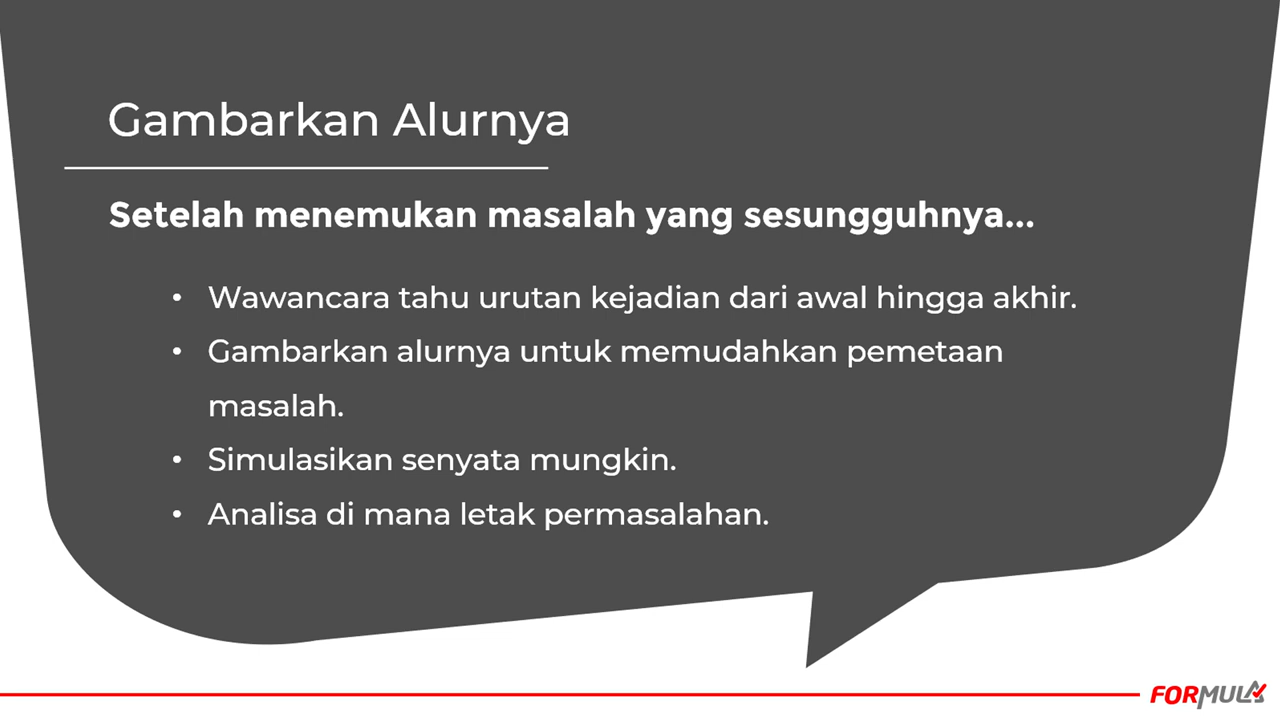 Gambarkan Alurnya
Setelah menemukan masalah yang sesungguhnya...
• Wawancara tahu urutan kejadian dari awal hingga akhir.
• Gambarkan alurnya untuk memudahkan pemetaan
masalah.
• Simulasikan senyata mungkin.
• Analisa di mana letak permasalahan.
FORMULA